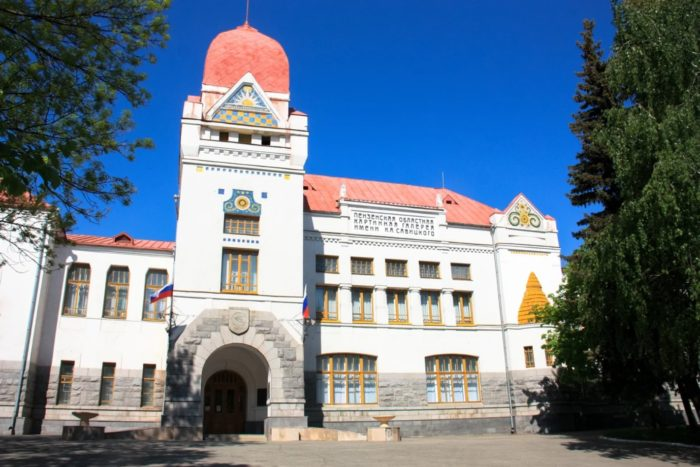 ПЕНЗЕНСКАЯ ОБЛАСТНАЯ
КАРТИННАЯ ГАЛЕРЕЯ
ИМЕНИ К.А.САВИЦКОГО